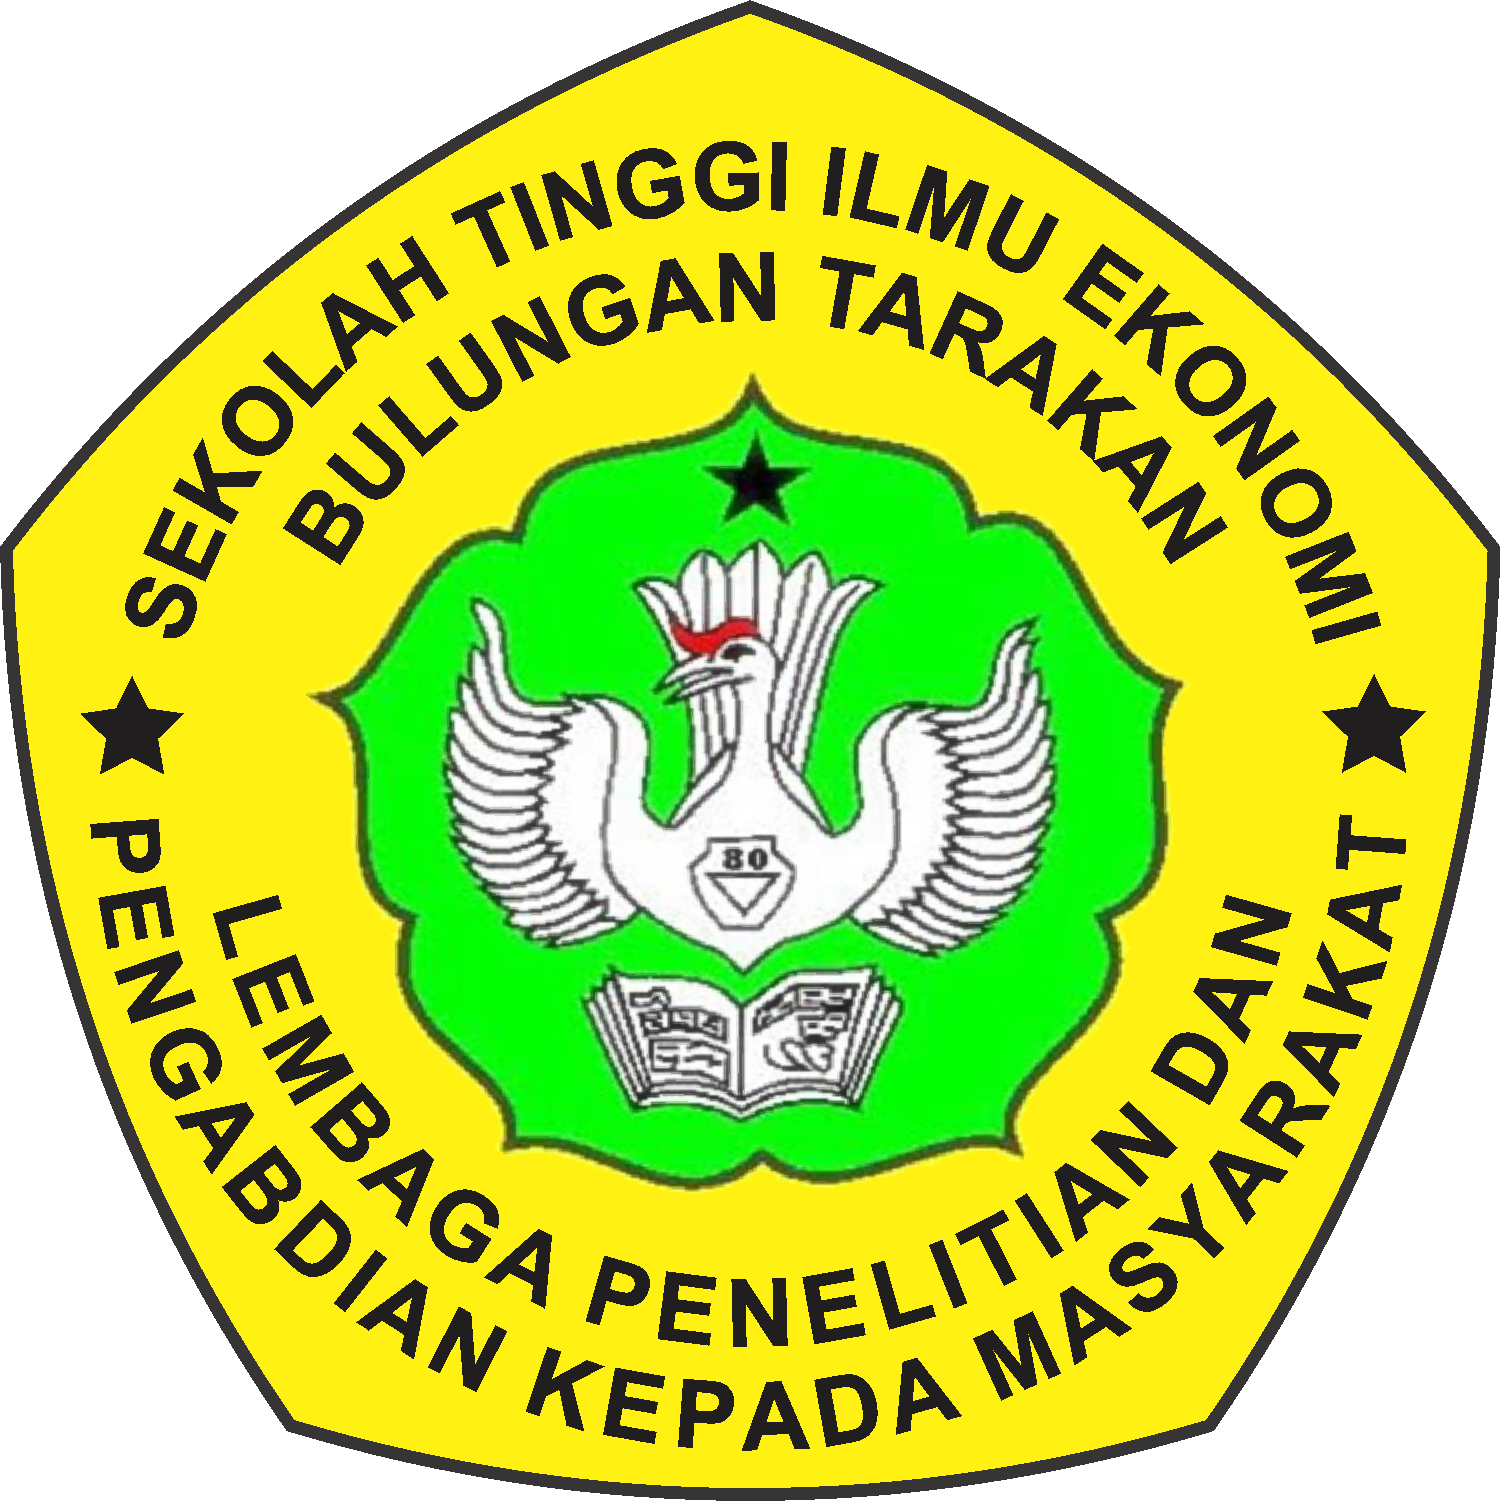 SEKOLAH TINGGI ILMU EKONOMI
BULUNGAN TARAKAN
80
LEMBAGA PENELITIAN DAN
PENGABDIAN KEPADA MASYARAKAT